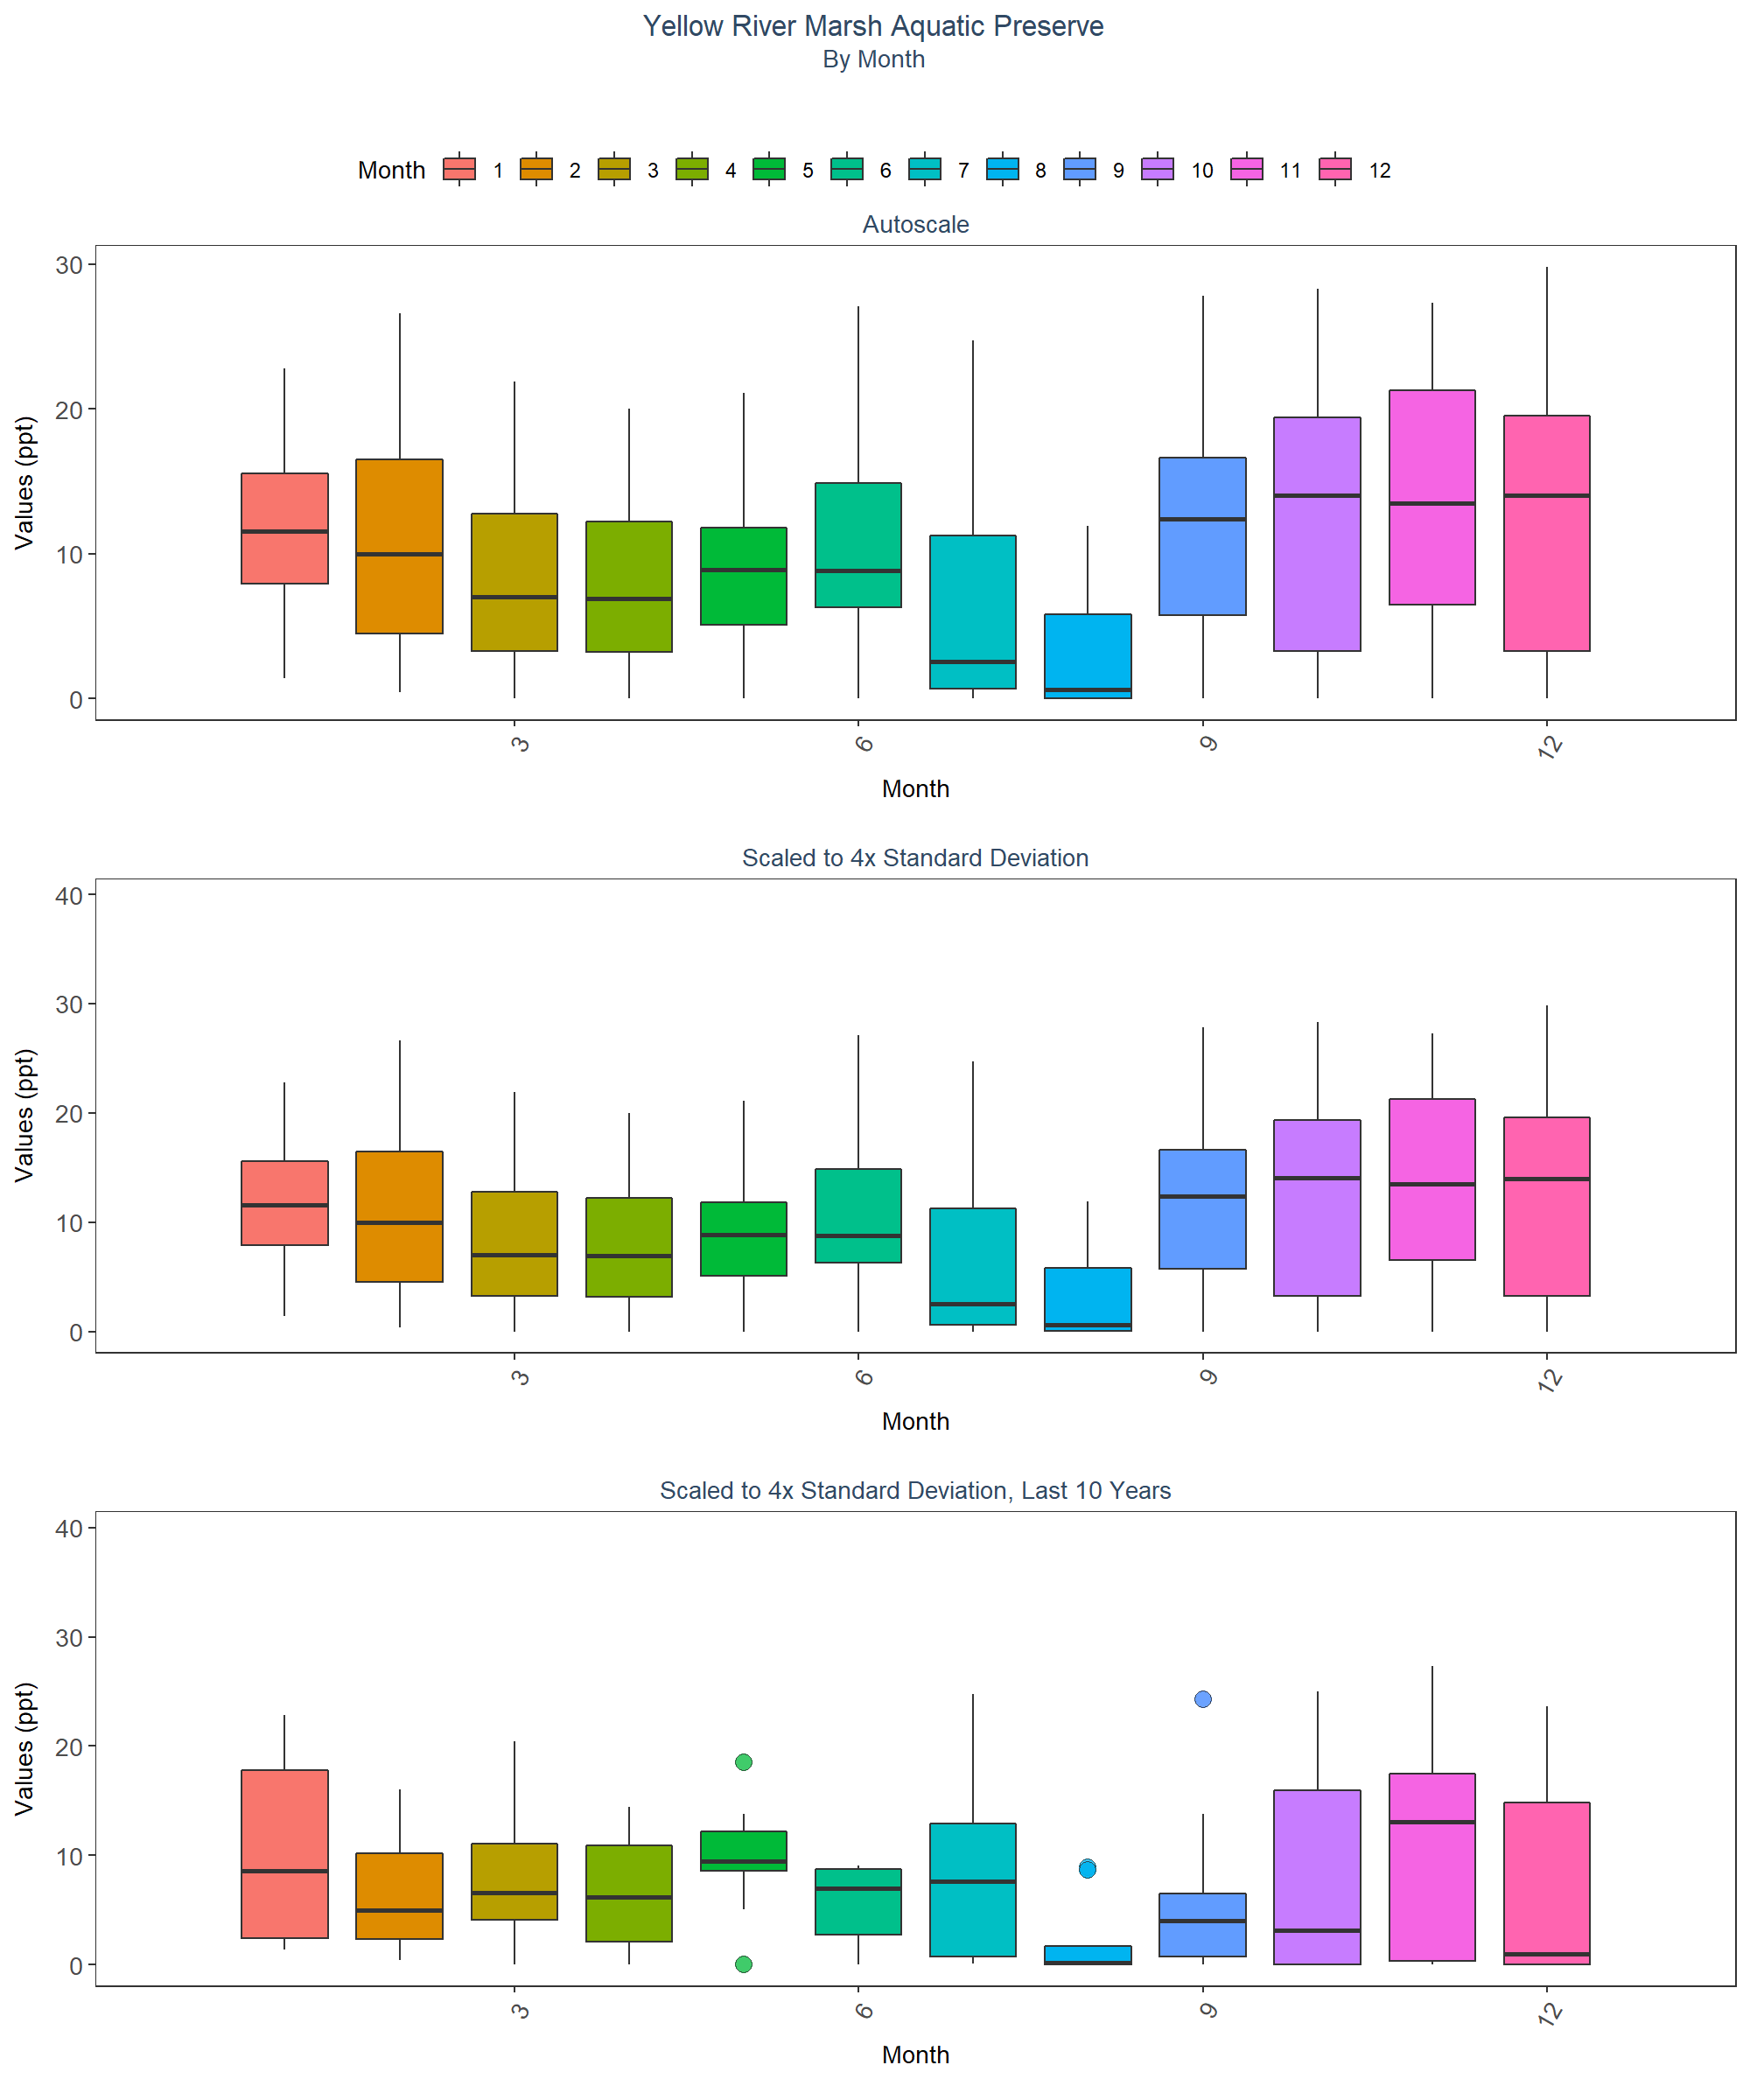 Yellow River Marsh Aquatic Preserve
By Month
Month 1 2 3 4 5 6 7 8 9 10 11 12
Autoscale
Values (ppt)
30
20
10
0
3 6 9 12
Month
Scaled to 4x Standard Deviation
Values (ppt)
40
30
20
10
0
3 6 9 12
Month
Scaled to 4x Standard Deviation, Last 10 Years
Values (ppt)
40
30
20
10
0
3 6 9 12
Month